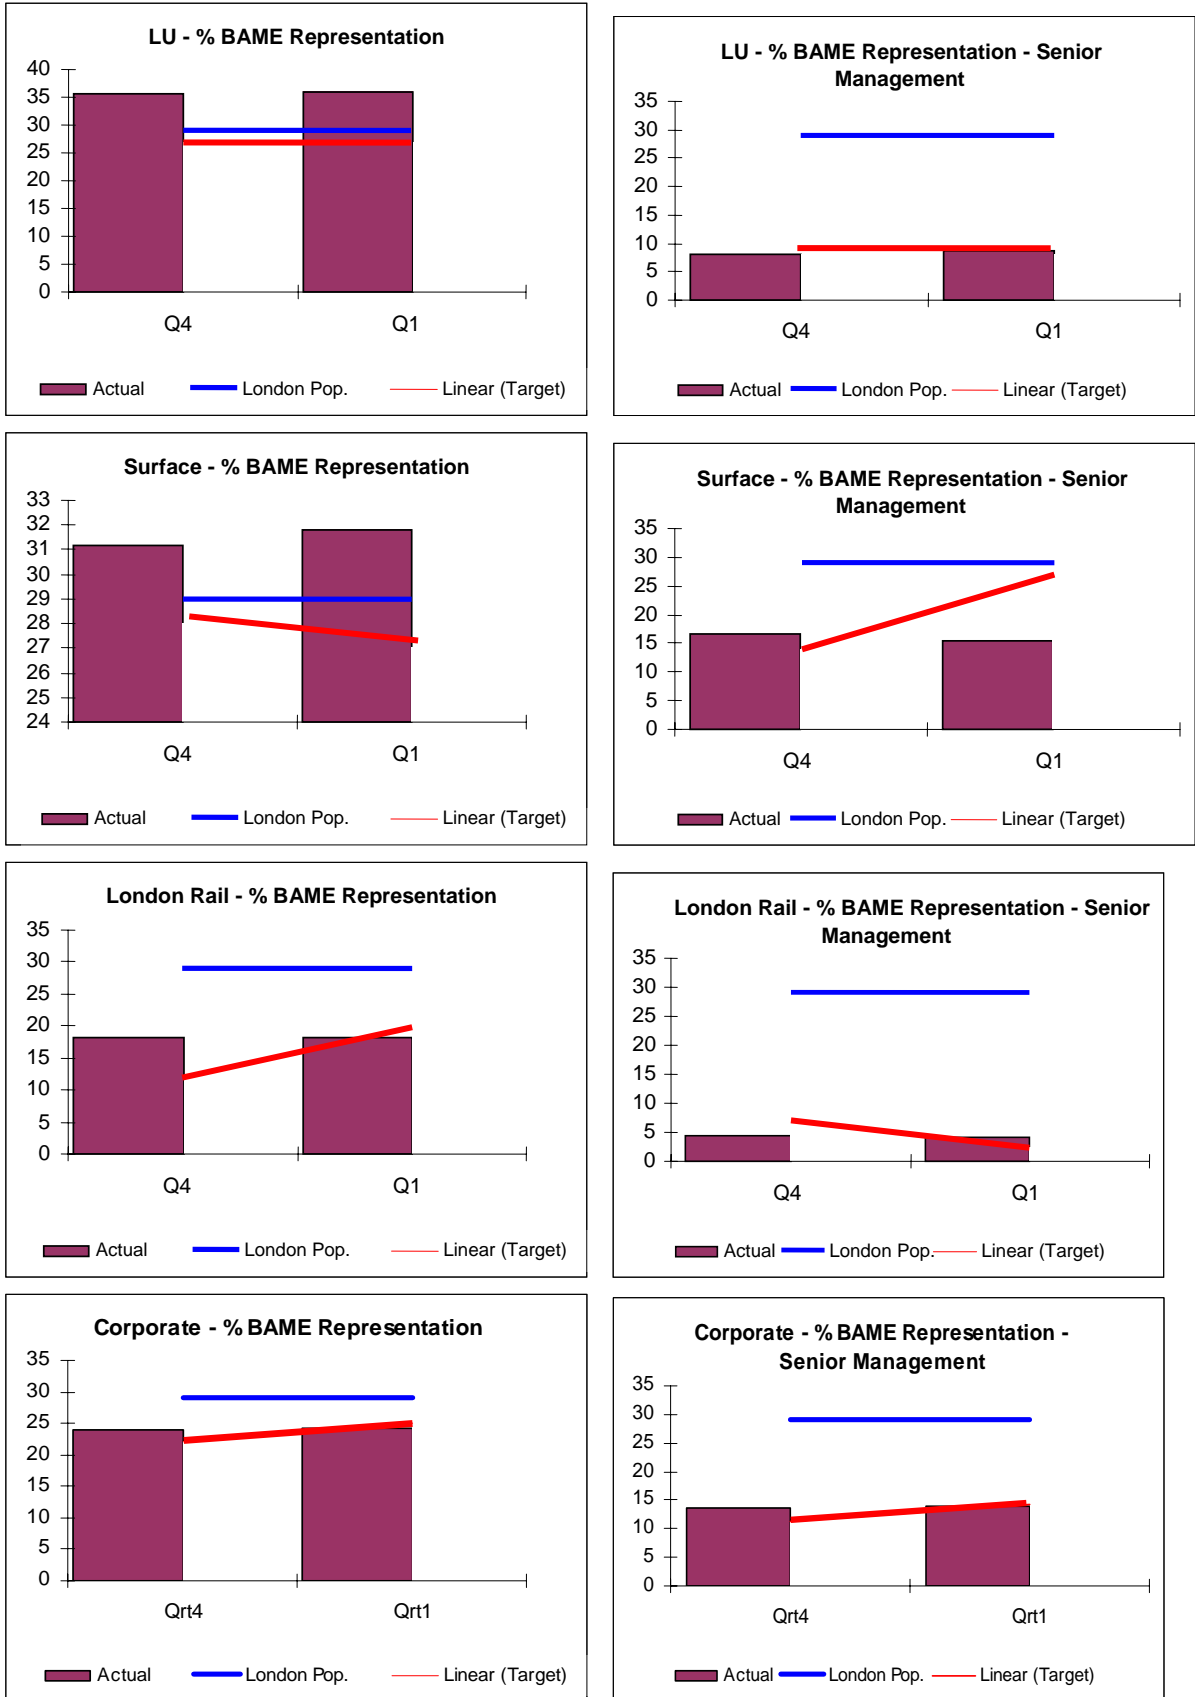 LU - % BAME Representation
40
35
30
25
20
15
10
5
0
Q4 Q1
Actual London Pop. Linear (Target)
LU - % BAME Representation - Senior
Management
35
30
25
20
15
10
5
0
Q4 Q1
Actual London Pop. Linear (Target)
Surface - % BAME Representation
33
32
31
30
29
28
27
26
25
24
Q4 Q1
Actual London Pop. Linear (Target)
Surface - % BAME Representation - Senior
Management
35
30
25
20
15
10
5
0
Q4 Q1
Actual London Pop. Linear (Target)
London Rail - % BAME Representation
35
30
25
20
15
10
5
0
Q4 Q1
Actual London Pop. Linear (Target)
London Rail - % BAME Representation - Senior
Management
35
30
25
20
15
10
5
0
Q4 Q1
Actual London Pop. Linear (Target)
Corporate - % BAME Representation
35
30
25
20
15
10
5
0
Qrt4 Qrt1
Actual London Pop. Linear (Target)
Corporate - % BAME Representation -
Senior Management
35
30
25
20
15
10
5
0
Qrt4 Qrt1
Actual London Pop. Linear (Target)